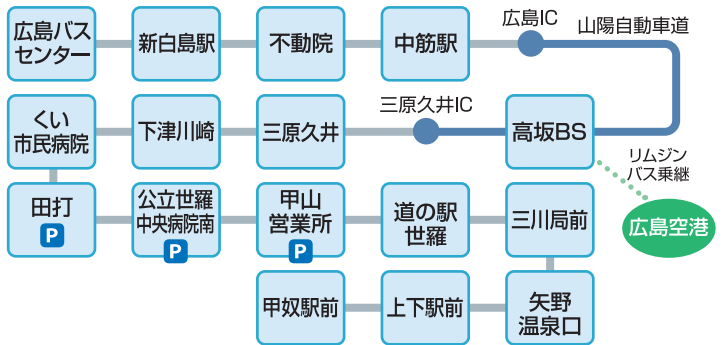 広島バス
センター
新白島駅
不動院
中筋駅
広島IC
山陽自動車道
くい
市民病院
下津川崎
三原久井
三原久井IC
高坂BS
リムジン
バス乗継
広島空港
田打
P
公立世羅
中央病院南
P
甲山
営業所
P
道の駅
世羅
三川局前
甲奴駅前
上下駅前
矢野
温泉口